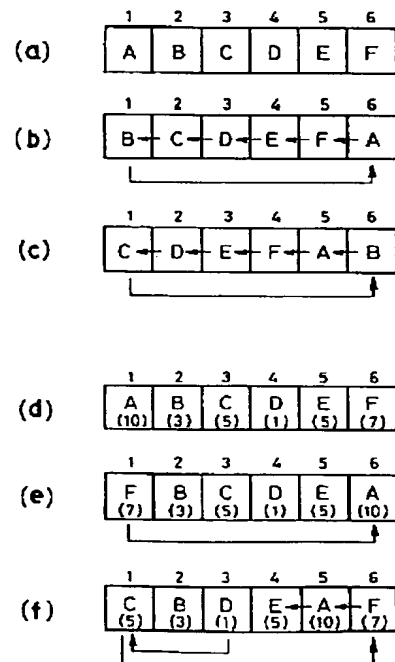 1 2 3 4 5 6
(a) A B C D E F
1 2 3 4 5 6
(b) B C D E F A
1 2 3 4 5 6
(c) C D E F A B
1 2 3 4 5 6
(d) A B C D E F
(10) (3) (5) (1) (5) (7)
1 2 3 4 5 6
(e) F B C D E A
(7) (3) (5) (1) (5) (10)
1 2 3 4 5 6
(f) C B D E A F
(5) (3) (1) (5) (10) (7)